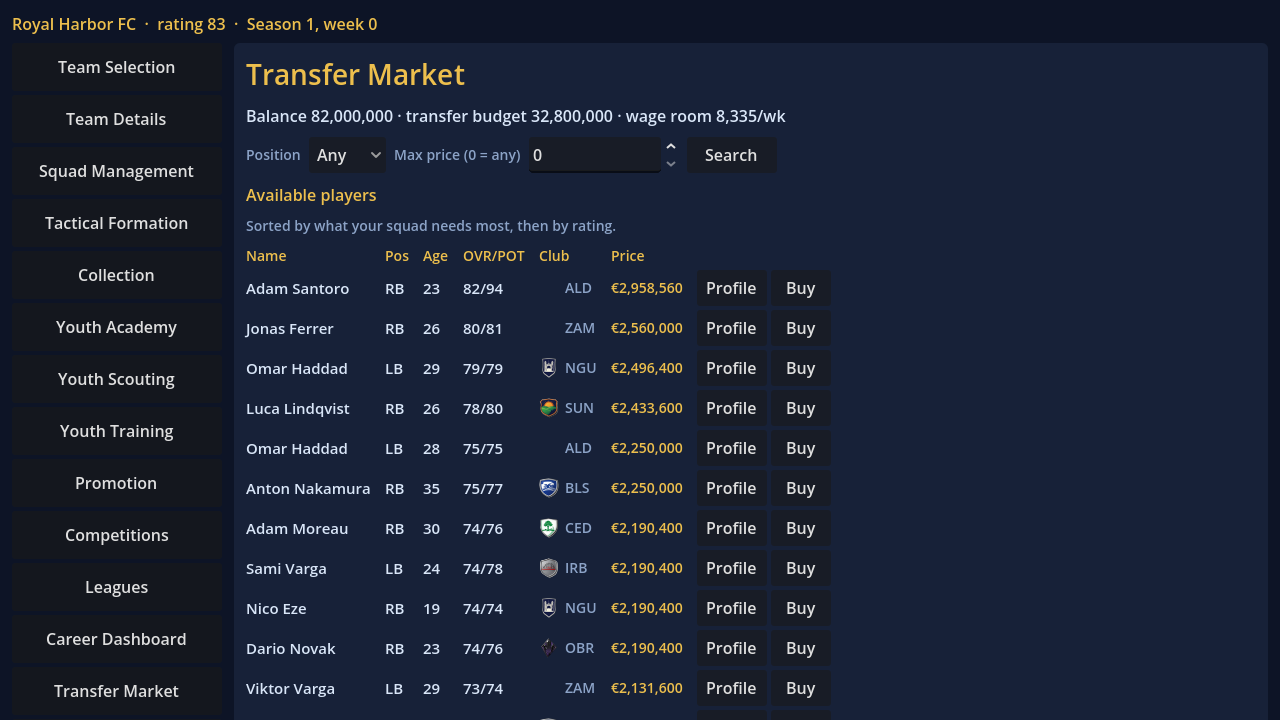 Royal Harbor FC · rating 83 · Season 1, week 0
Team Selection
Team Details
Squad Management
Tactical Formation
Collection
Youth Academy
Youth Scouting
Youth Training
Promotion
Competitions
Leagues
Career Dashboard
Transfer Market
Transfer Market
Balance 82,000,000 · transfer budget 32,800,000 · wage room 8,335/wk
Position Any Max price (0 = any) 0 Search
Available players
Sorted by what your squad needs most, then by rating.
Name Pos Age OVR/POT Club Price
Adam Santoro RB 23 82/94 ALD €2,958,560 Profile Buy
Jonas Ferrer RB 26 80/81 ZAM €2,560,000 Profile Buy
Omar Haddad LB 29 79/79 NGU €2,496,400 Profile Buy
Luca Lindqvist RB 26 78/80 SUN €2,433,600 Profile Buy
Omar Haddad LB 28 75/75 ALD €2,250,000 Profile Buy
Anton Nakamura RB 35 75/77 BLS €2,250,000 Profile Buy
Adam Moreau RB 30 74/76 CED €2,190,400 Profile Buy
Sami Varga LB 24 74/78 IRB €2,190,400 Profile Buy
Nico Eze RB 19 74/74 NGU €2,190,400 Profile Buy
Dario Novak RB 23 74/76 OBR €2,190,400 Profile Buy
Viktor Varga LB 29 73/74 ZAM €2,131,600 Profile Buy